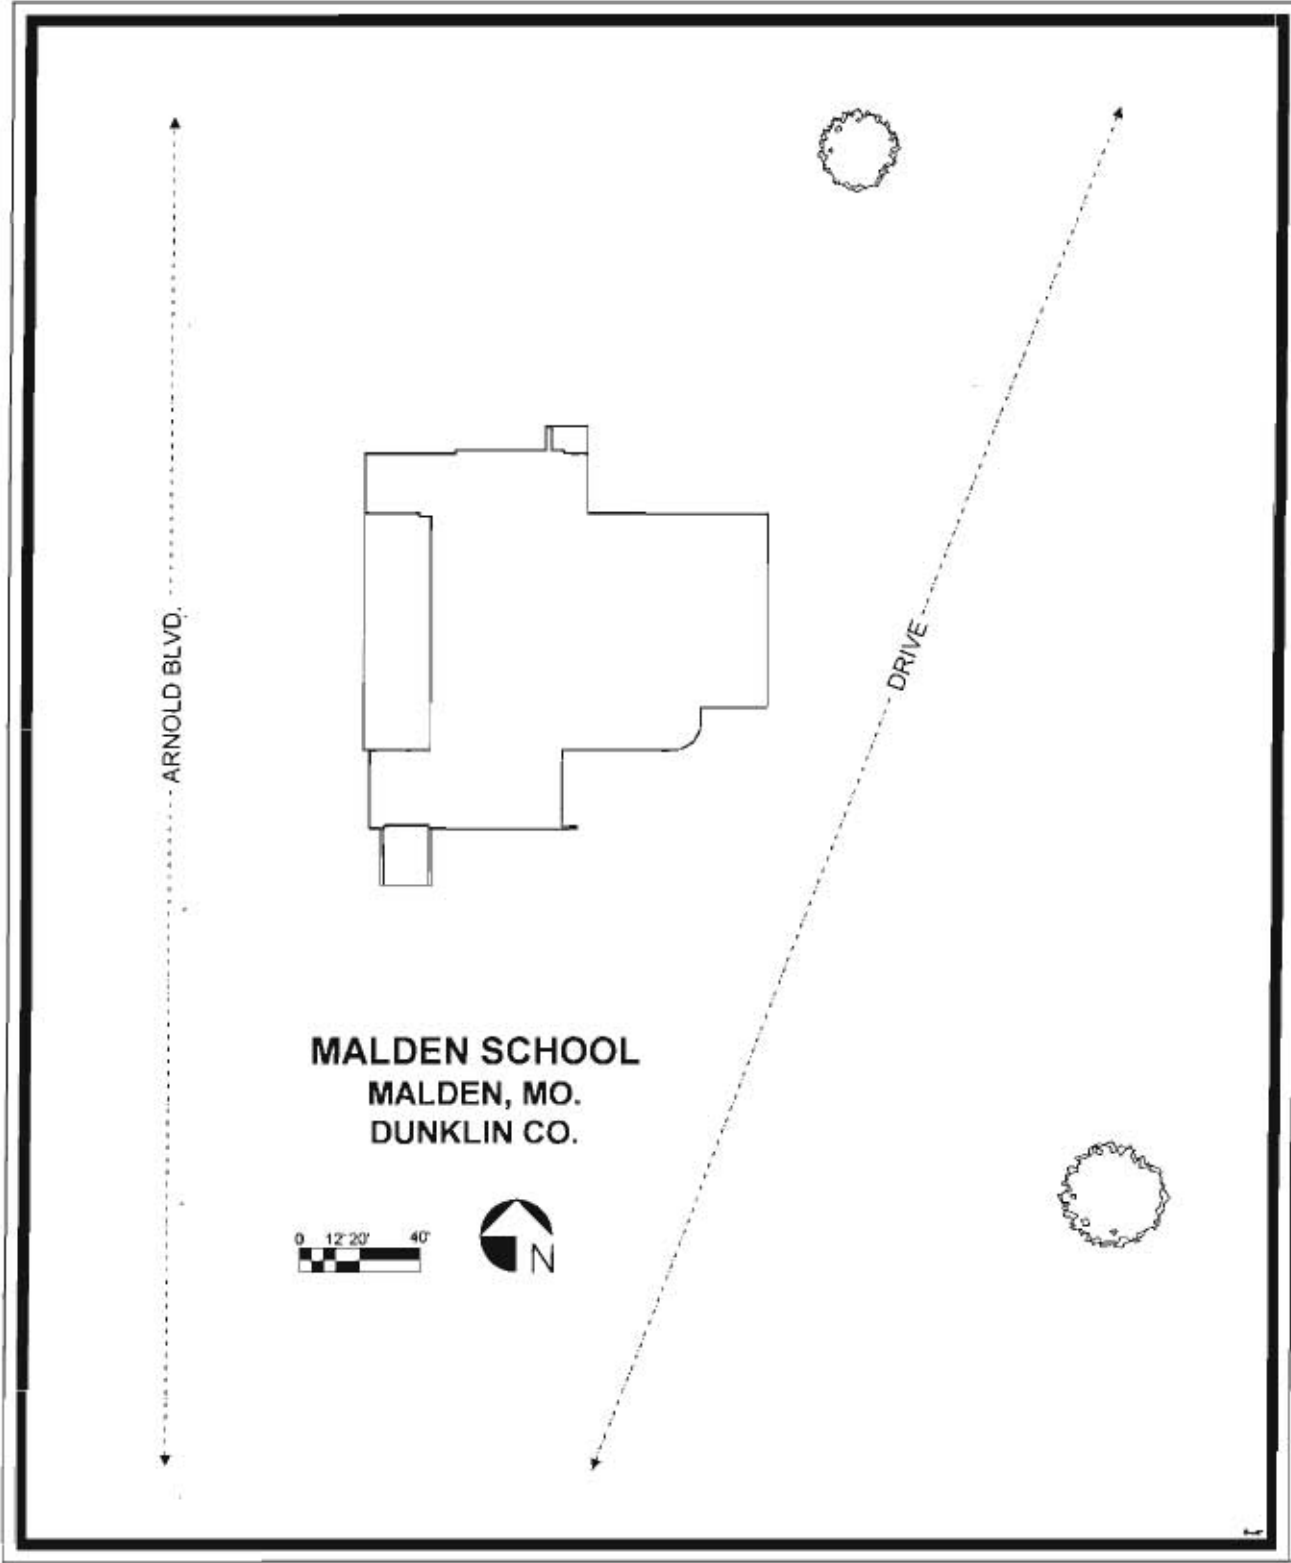 ARNOLD BLVD.
DRIVE
MALDEN SCHOOL
MALDEN, MO.
DUNKLIN CO.
0 12' 20' 40'
N